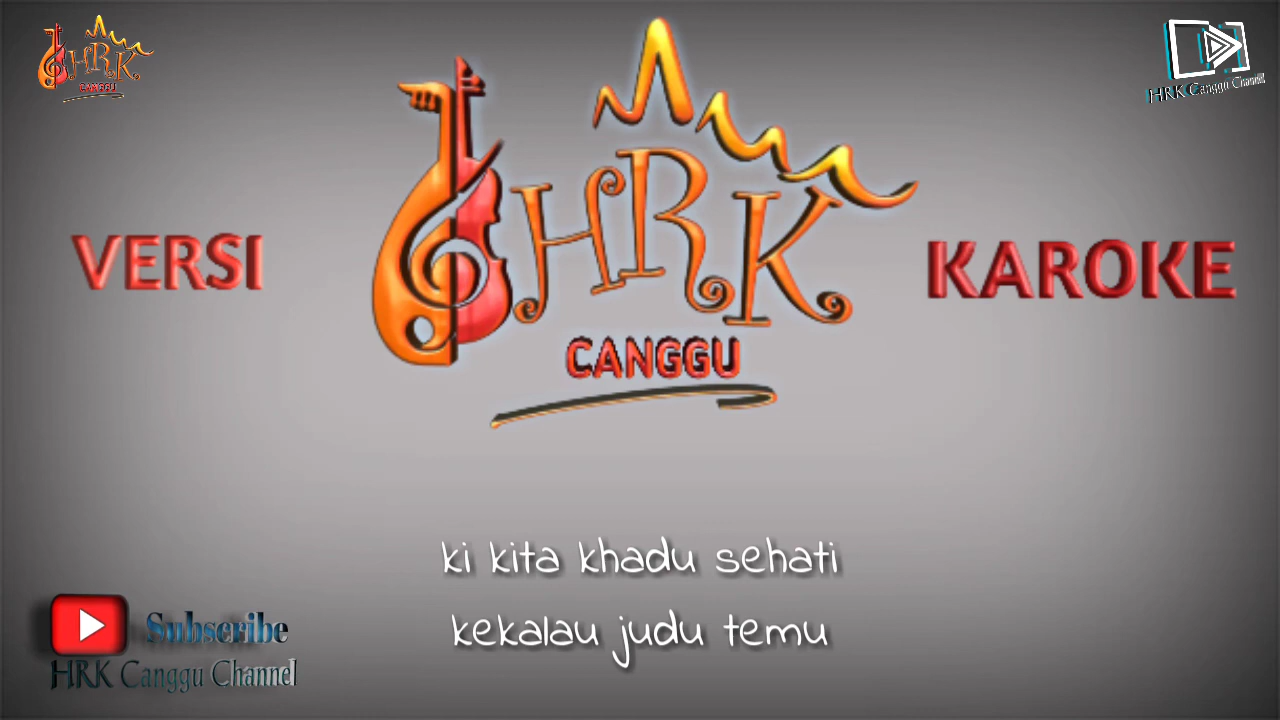 HRK
CANGGU
HRK Canggu Channel
VERSI
HRK
CANGGU
KAROKE
ki kita khadu sehati
kekalau judu temu
Subscribe
HRK Canggu Channel